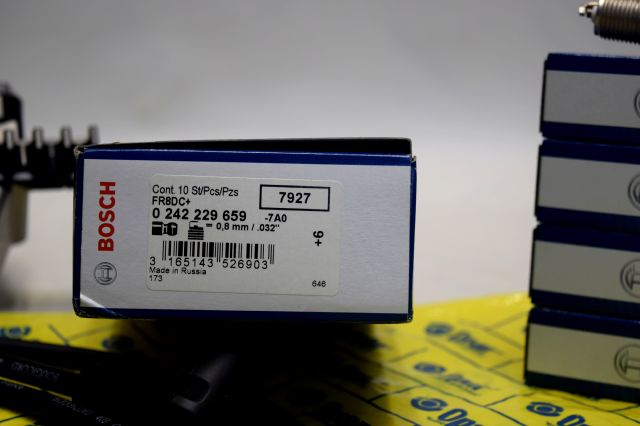 BOSCH
Cont. 10 St/Pcs/Pzs
FR8DC+
7927
0 242 229 659 -7A0
= 0,8 mm / .032"
+6
3 165143 526903
Made in Russia
173
646